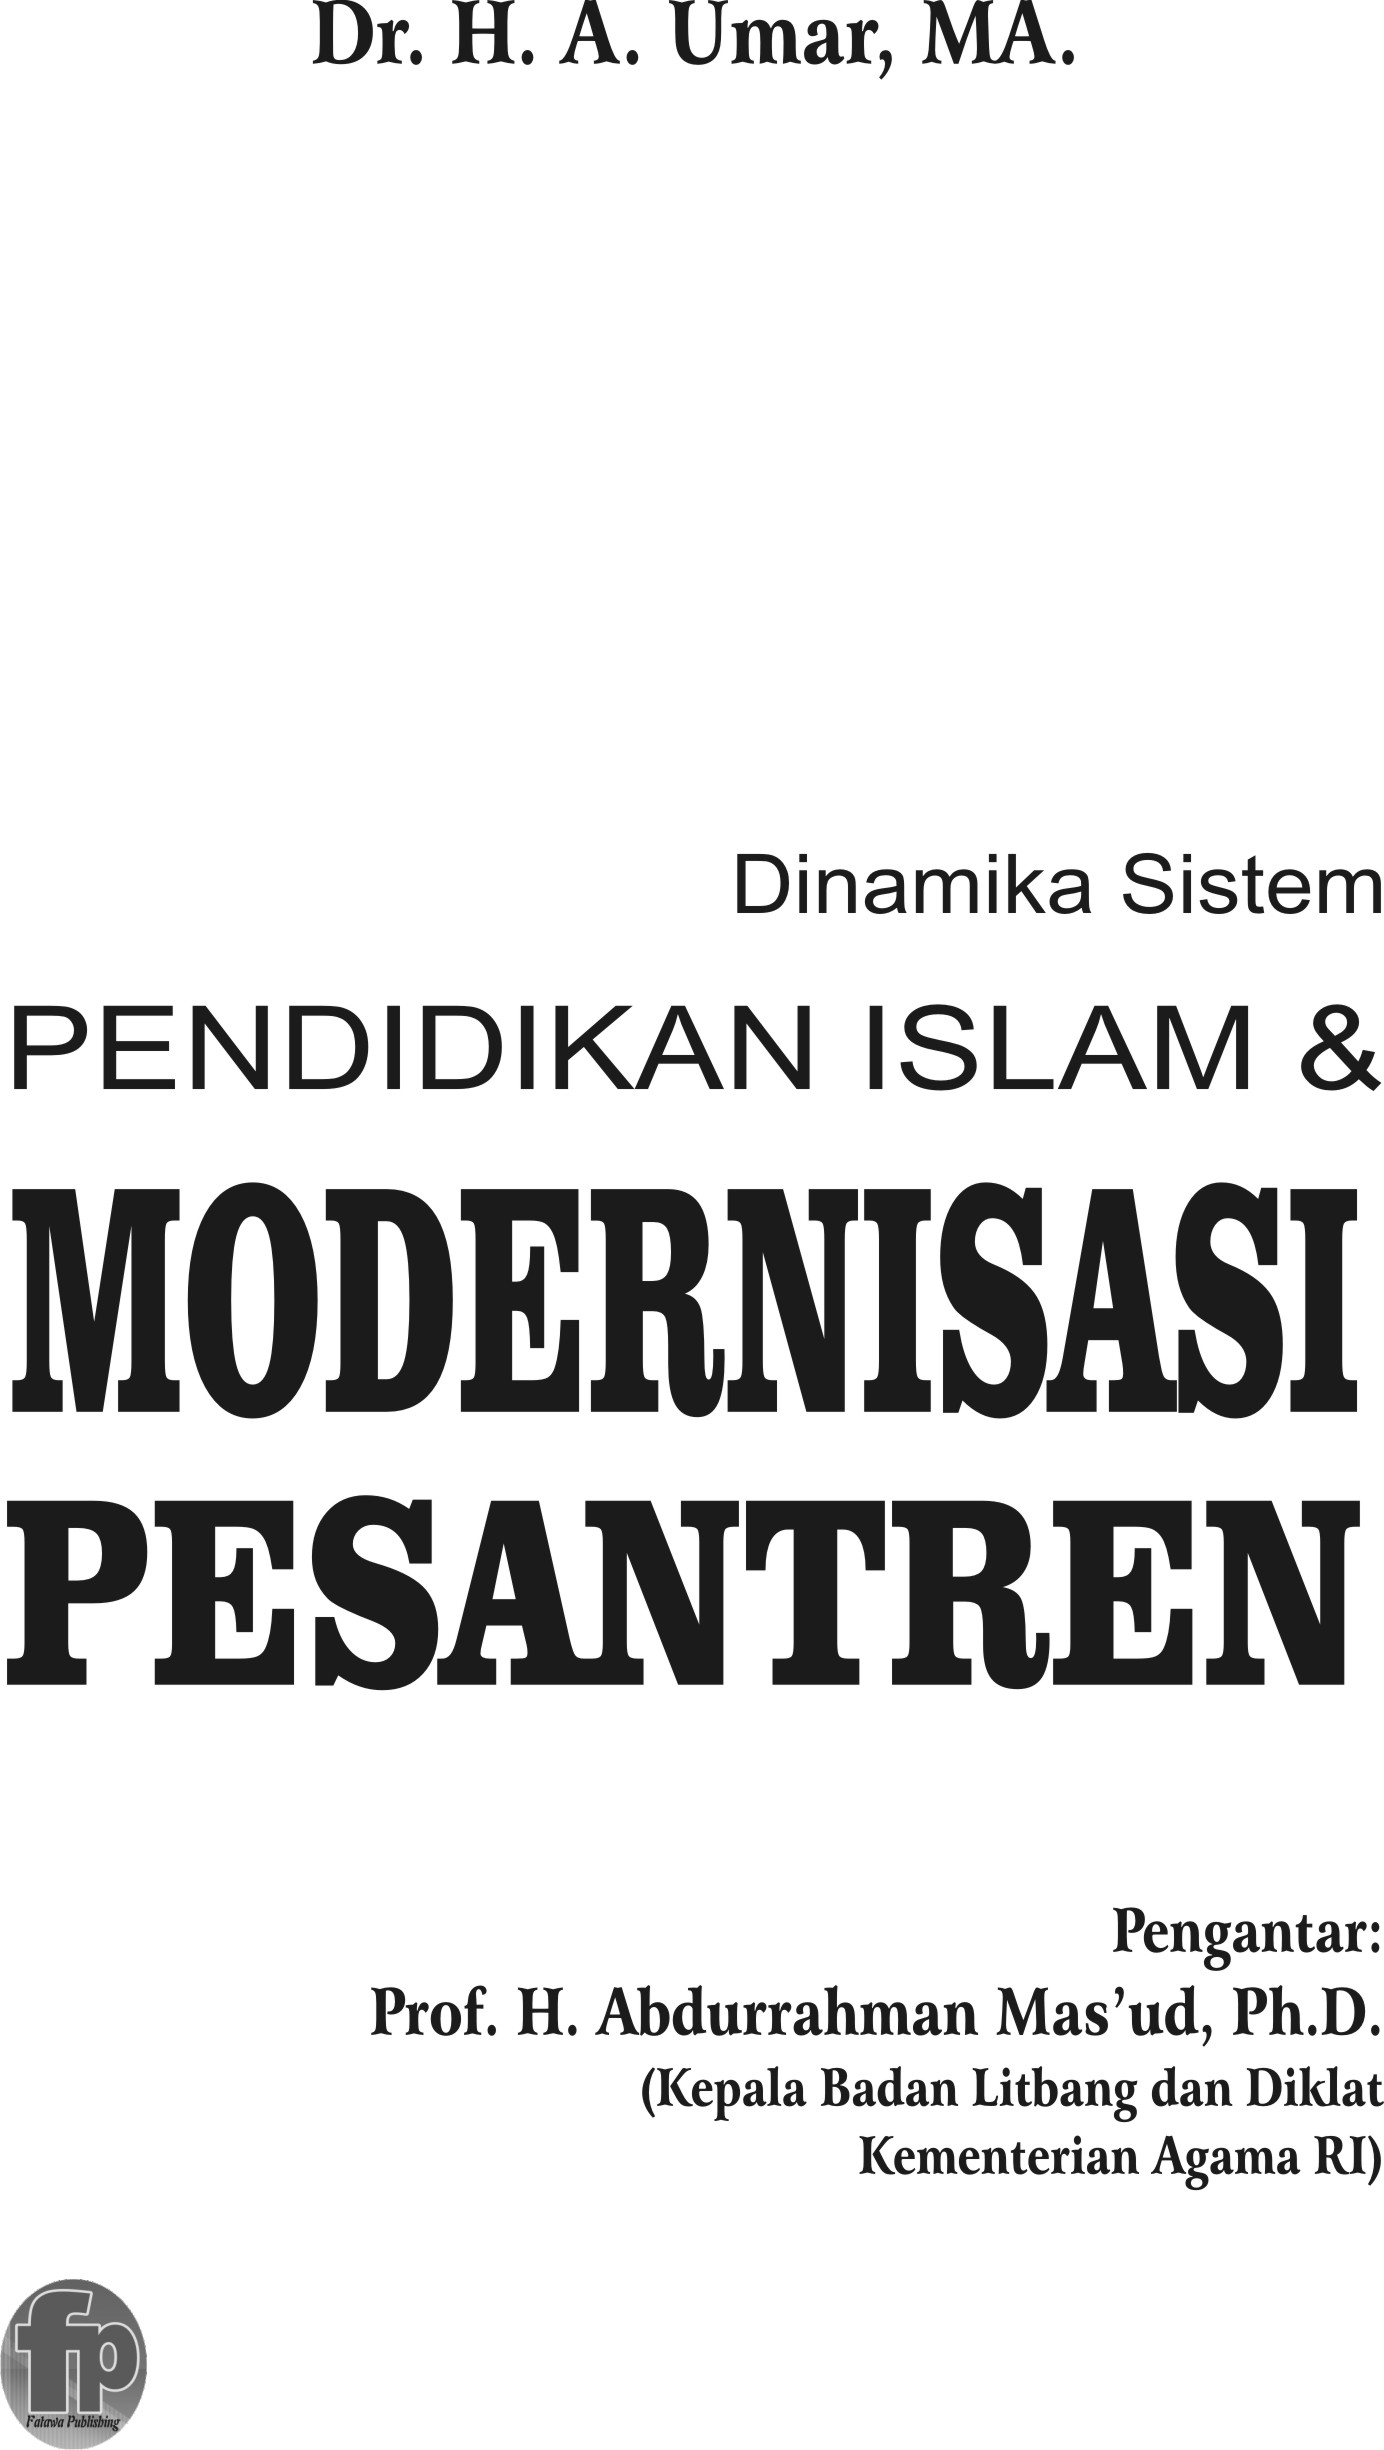 Dr. H. A. Umar, MA.
Dinamika Sistem
PENDIDIKAN ISLAM &
MODERNISASI
PESANTREN
Pengantar:
Prof. H. Abdurrahman Mas’ud, Ph.D.
(Kepala Badan Litbang dan Diklat
Kementerian Agama RI)
fp
Fatawa Publishing